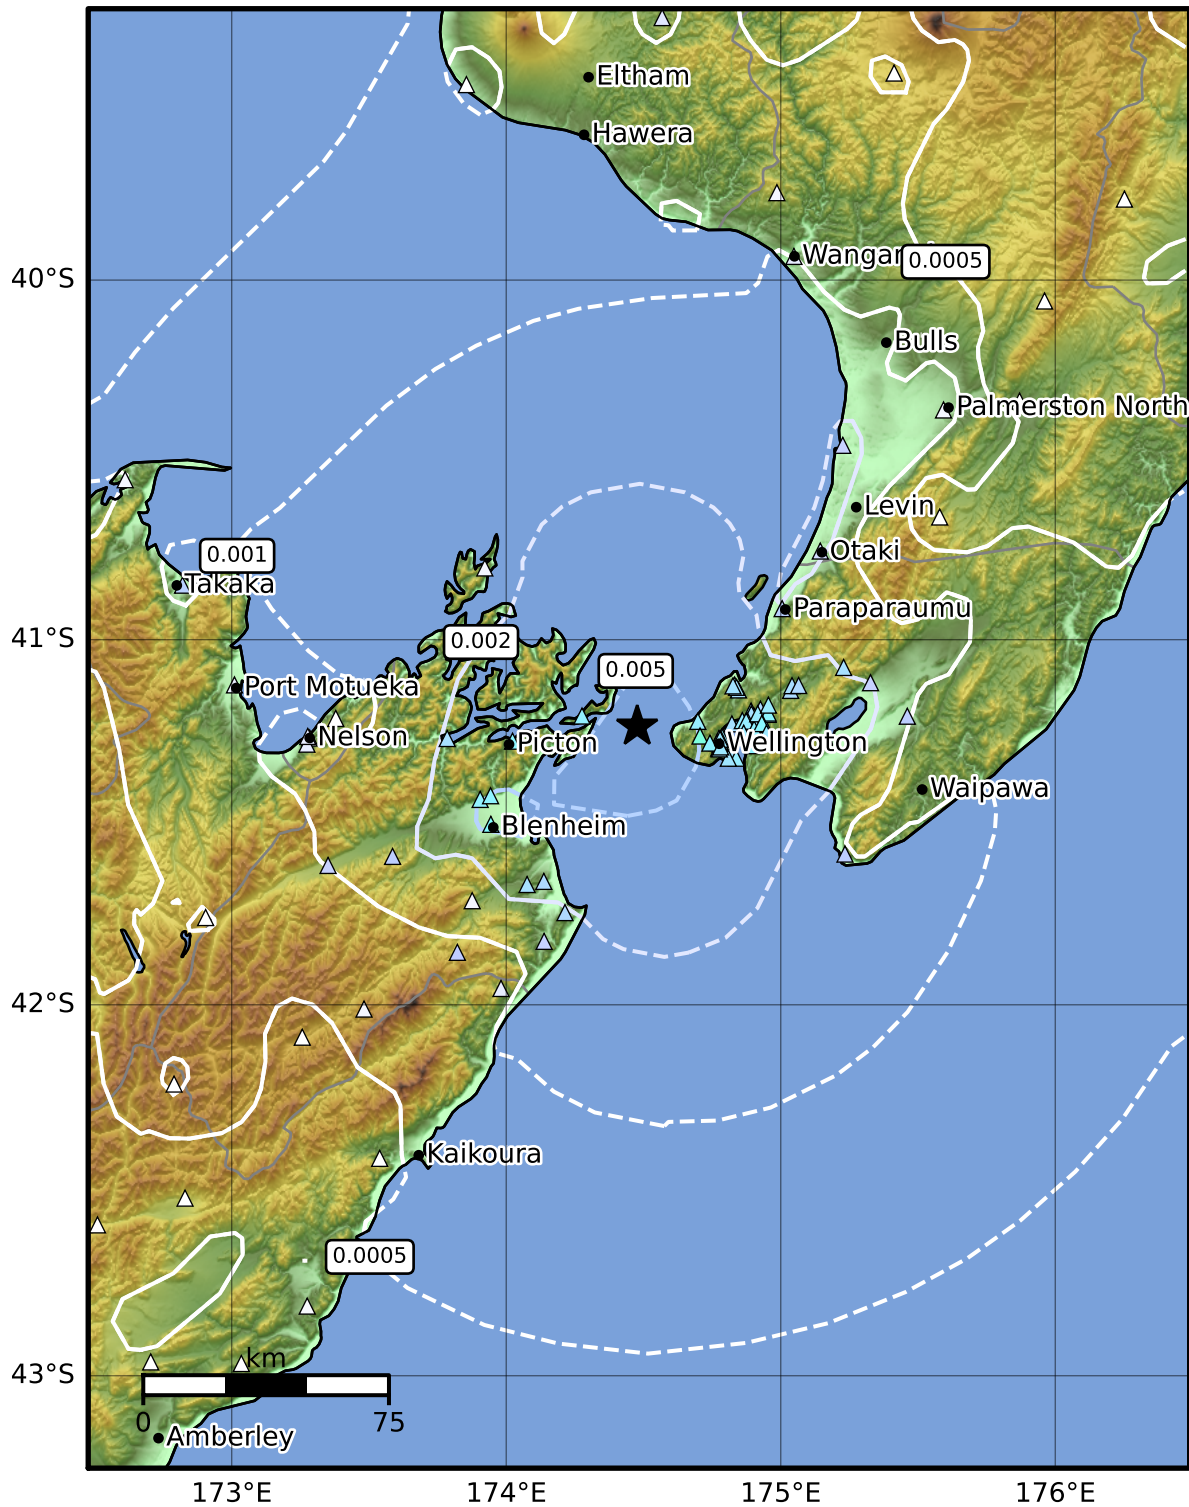 Eltham
Hawera
40°S
Wangar
0.0005
Bulls
Palmerston North
Levin
0.001
Otaki
Takaka
Paraparaumu
41°S
0.002
0.005
Port Motueka
Nelson
Picton
Wellington
Waipawa
Blenheim
42°S
Kaikoura
0.0005
km
43°S
0 75
Amberley
173°E 174°E 175°E 176°E